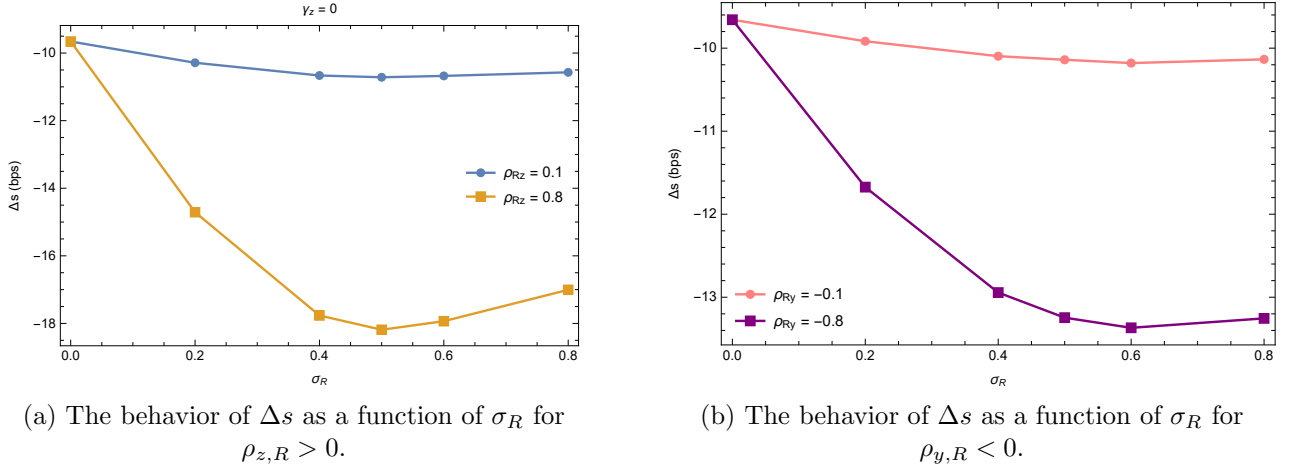 γz = 0
Δs (bps)
−10
−12
−14
−16
−18
ρRz = 0.1
ρRz = 0.8
0.0 0.2 0.4 0.6 0.8
σR
(a) The behavior of Δs as a function of σR for
ρz,R > 0.
Δs (bps)
−10
−11
−12
−13
ρRy = −0.1
ρRy = −0.8
0.0 0.2 0.4 0.6 0.8
σR
(b) The behavior of Δs as a function of σR for
ρy,R < 0.